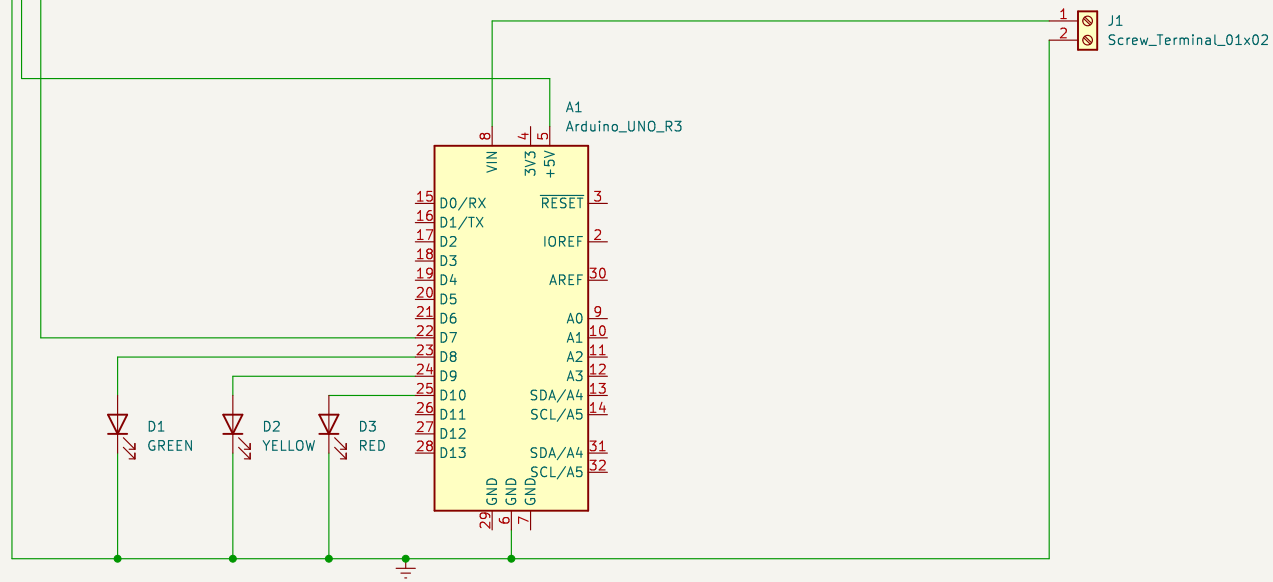 1
J1
2
Screw_Terminal_01x02
A1
Arduino_UNO_R3
8
4
5
VIN
3V3
+5V
15
D0/RX
RESET
3
16
D1/TX
17
D2
IOREF
2
18
D3
19
D4
AREF
30
20
D5
21
D6
A0
9
22
D7
A1
10
23
D8
A2
11
24
D9
A3
12
25
D10
SDA/A4
13
26
D11
SCL/A5
14
27
D12
28
D13
SDA/A4
31
SCL/A5
32
D1
GREEN
D2
YELLOW
D3
RED
GND
GND
GND
29
6
7